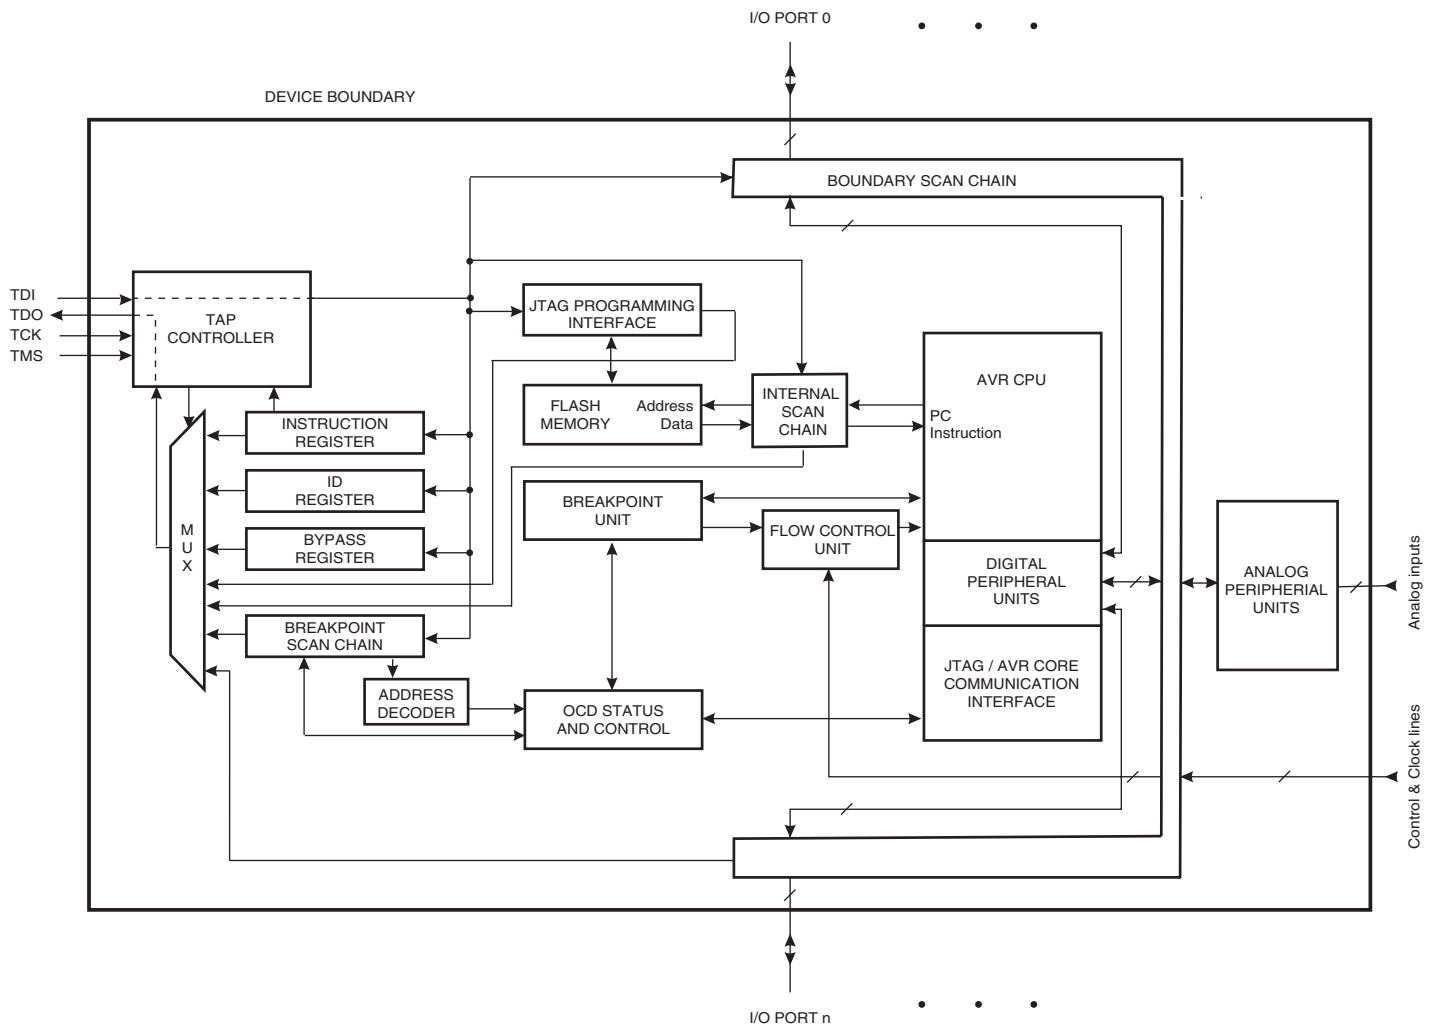 I/O PORT 0
DEVICE BOUNDARY
BOUNDARY SCAN CHAIN
TDI
TDO
TCK
TMS
TAP
CONTROLLER
JTAG PROGRAMMING
INTERFACE
FLASH
MEMORY
Address
Data
INTERNAL
SCAN
CHAIN
AVR CPU
PC
Instruction
INSTRUCTION
REGISTER
ID
REGISTER
BYPASS
REGISTER
M
U
X
BREAKPOINT
UNIT
FLOW CONTROL
UNIT
DIGITAL
PERIPHERAL
UNITS
ANALOG
PERIPHERIAL
UNITS
Analog inputs
BREAKPOINT
SCAN CHAIN
ADDRESS
DECODER
OCD STATUS
AND CONTROL
JTAG / AVR CORE
COMMUNICATION
INTERFACE
Control & Clock lines
I/O PORT n